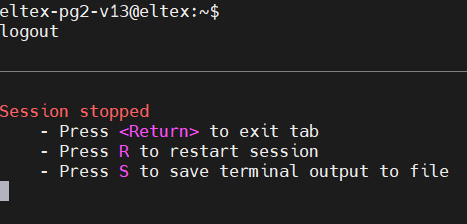 eltex-pg2-v13@eltex:~$
logout
Session stopped
- Press <Return> to exit tab
- Press R to restart session
- Press S to save terminal output to file